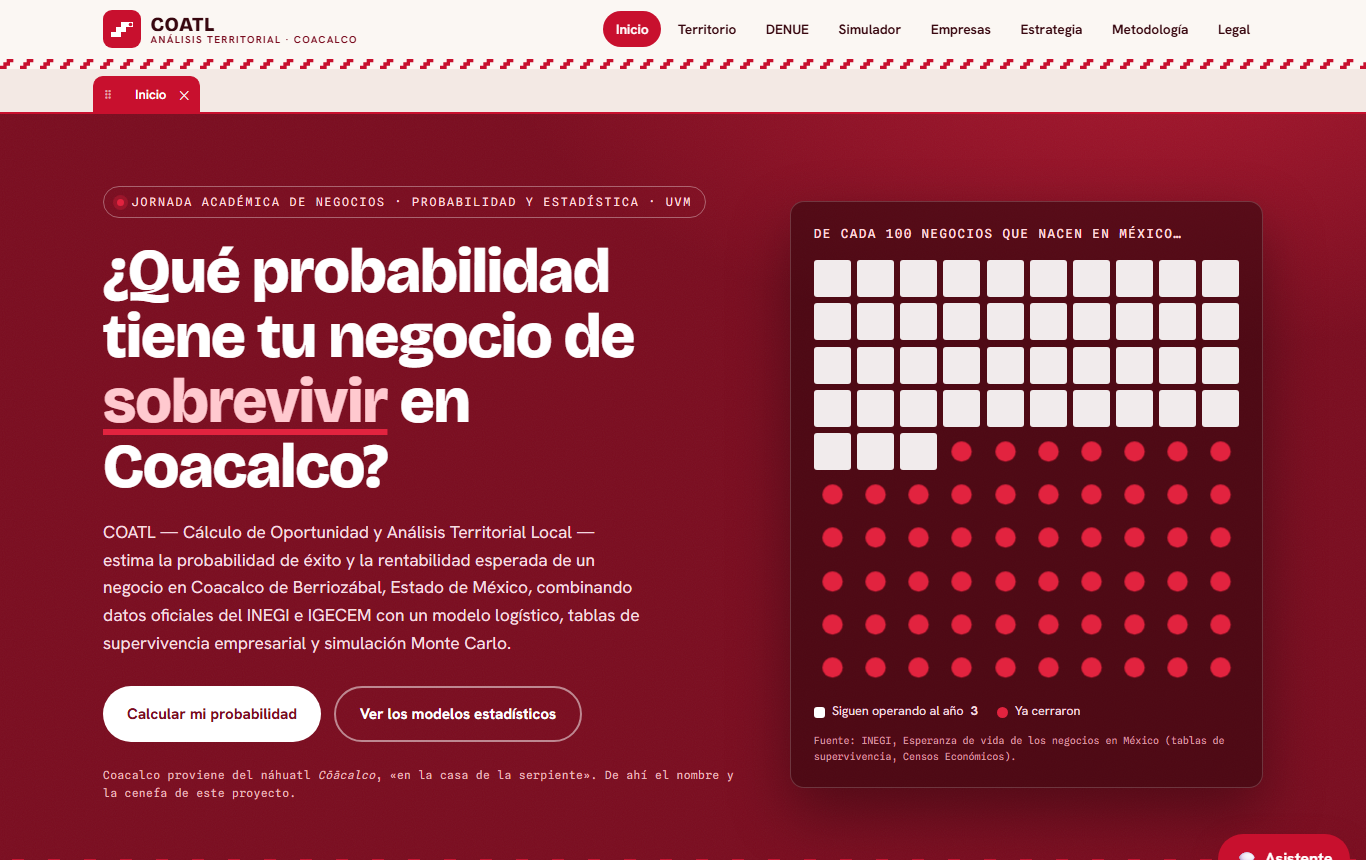 COATL
ANÁLISIS TERRITORIAL · COACALCO
Inicio
Territorio
DENUE
Simulador
Empresas
Estrategia
Metodología
Legal
Inicio
JORNADA ACADÉMICA DE NEGOCIOS · PROBABILIDAD Y ESTADÍSTICA · UVM
¿Qué probabilidad
tiene tu negocio de
sobrevivir en
Coacalco?
COATL — Cálculo de Oportunidad y Análisis Territorial Local —
estima la probabilidad de éxito y la rentabilidad esperada de un
negocio en Coacalco de Berriozábal, Estado de México, combinando
datos oficiales del INEGI e IGECEM con un modelo logístico, tablas de
supervivencia empresarial y simulación Monte Carlo.
Calcular mi probabilidad
Ver los modelos estadísticos
Coacalco proviene del náhuatl Cōācalco, «en la casa de la serpiente». De ahí el nombre y
la cenefa de este proyecto.
DE CADA 100 NEGOCIOS QUE NACEN EN MÉXICO…
Siguen operando al año 3
Ya cerraron
Fuente: INEGI, Esperanza de vida de los negocios en México (tablas de
supervivencia, Censos Económicos).
Asistente